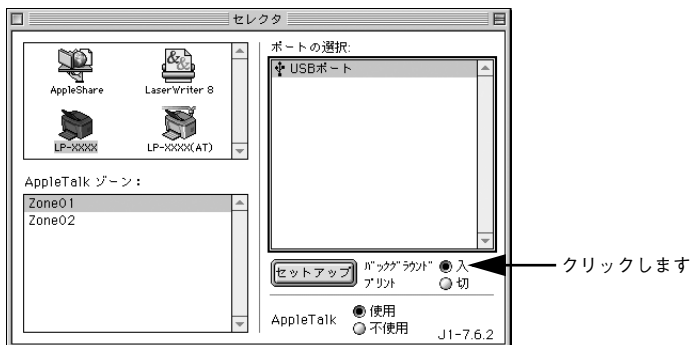 セレクタ
AppleShare
LaserWriter 8
LP-XXXX
LP-XXXX(AT)
AppleTalk ゾーン：
Zone01
Zone02
ポートの選択:
USBポート
セットアップ
バックグラウンド
プリント
入
切
クリックします
AppleTalk
使用
不使用
J1-7.6.2